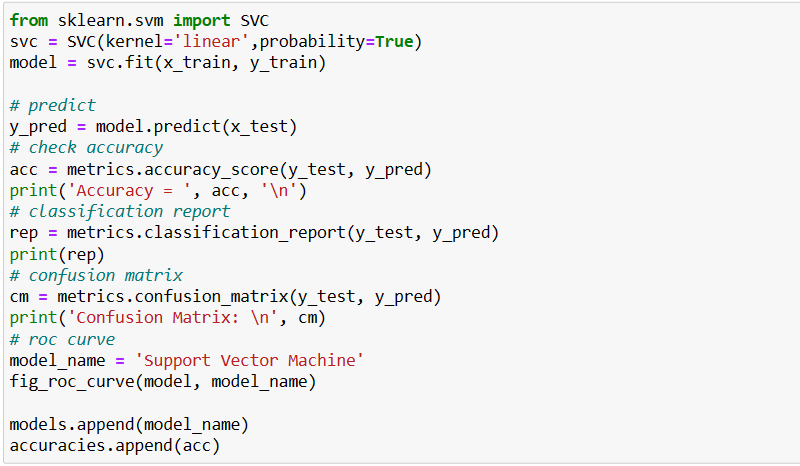 from sklearn.svm import SVC
svc = SVC(kernel='linear',probability=True)
model = svc.fit(x_train, y_train)

# predict
y_pred = model.predict(x_test)
# check accuracy
acc = metrics.accuracy_score(y_test, y_pred)
print('Accuracy = ', acc, '\n')
# classification report
rep = metrics.classification_report(y_test, y_pred)
print(rep)
# confusion matrix
cm = metrics.confusion_matrix(y_test, y_pred)
print('Confusion Matrix: \n', cm)
# roc curve
model_name = 'Support Vector Machine'
fig_roc_curve(model, model_name)

models.append(model_name)
accuracies.append(acc)